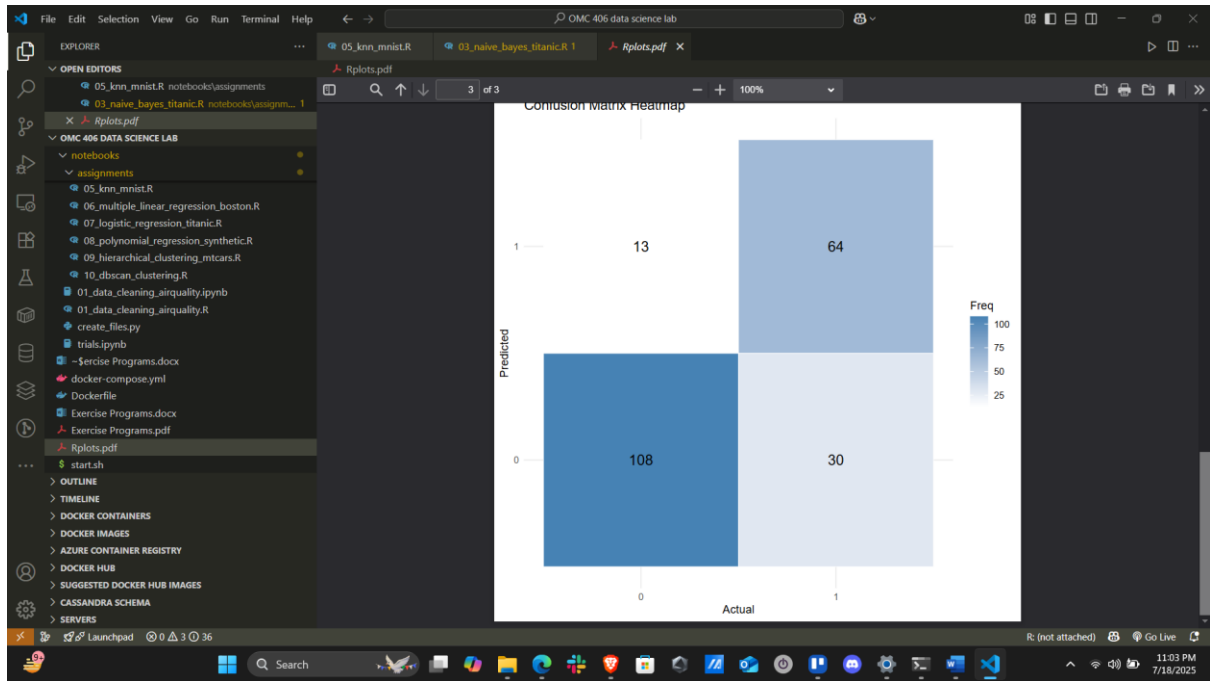 File Edit Selection View Go Run Terminal Help
OMC 406 data science lab
EXPLORER
05_knn_mnist.R
03_naive_bayes_titanic.R 1
Rplots.pdf
OPEN EDITORS
05_knn_mnist.R notebooks\assignments
03_naive_bayes_titanic.R notebooks\assignm... 1
Rplots.pdf
Rplots.pdf
3 of 3
100%
OMC 406 DATA SCIENCE LAB
notebooks
assignments
05_knn_mnist.R
06_multiple_linear_regression_boston.R
07_logistic_regression_titanic.R
08_polynomial_regression_synthetic.R
09_hierarchical_clustering_mtcars.R
10_dbscan_clustering.R
01_data_cleaning_airquality.ipynb
01_data_cleaning_airquality.R
create_files.py
trials.ipynb
~$ercise Programs.docx
docker-compose.yml
Dockerfile
Exercise Programs.docx
Exercise Programs.pdf
Rplots.pdf
start.sh
OUTLINE
TIMELINE
DOCKER CONTAINERS
DOCKER IMAGES
AZURE CONTAINER REGISTRY
DOCKER HUB
SUGGESTED DOCKER HUB IMAGES
CASSANDRA SCHEMA
SERVERS
Confusion Matrix Heatmap
1
13
64
Predicted
0
108
30
0
1
Actual
Freq
100
75
50
25
Launchpad
0 3 36
R: (not attached)
Go Live
9+
Search
11:03 PM
7/18/2025